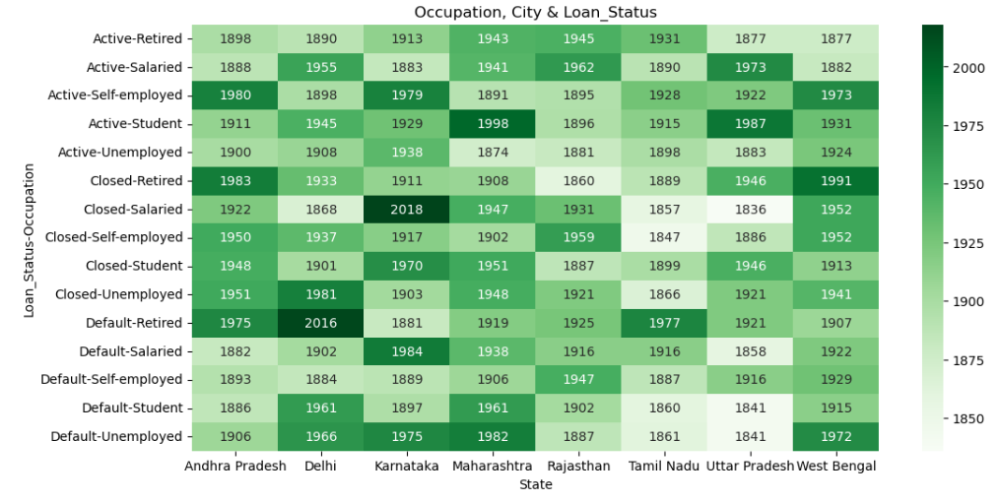 Occupation, City & Loan_Status
Loan_Status-Occupation
Active-Retired 1898 1890 1913 1943 1945 1931 1877 1877
Active-Salaried 1888 1955 1883 1941 1962 1890 1973 1882
Active-Self-employed 1980 1898 1979 1891 1895 1928 1922 1973
Active-Student 1911 1945 1929 1998 1896 1915 1987 1931
Active-Unemployed 1900 1908 1938 1874 1881 1898 1883 1924
Closed-Retired 1983 1933 1911 1908 1860 1889 1946 1991
Closed-Salaried 1922 1868 2018 1947 1931 1857 1836 1952
Closed-Self-employed 1950 1937 1917 1902 1959 1847 1886 1952
Closed-Student 1948 1901 1970 1951 1887 1899 1946 1913
Closed-Unemployed 1951 1981 1903 1948 1921 1866 1921 1941
Default-Retired 1975 2016 1881 1919 1925 1977 1921 1907
Default-Salaried 1882 1902 1984 1938 1916 1916 1858 1922
Default-Self-employed 1893 1884 1889 1906 1947 1887 1916 1929
Default-Student 1886 1961 1897 1961 1902 1860 1841 1915
Default-Unemployed 1906 1966 1975 1982 1887 1861 1841 1972
Andhra Pradesh Delhi Karnataka Maharashtra Rajasthan Tamil Nadu Uttar Pradesh West Bengal
State
2000
1975
1950
1925
1900
1875
1850